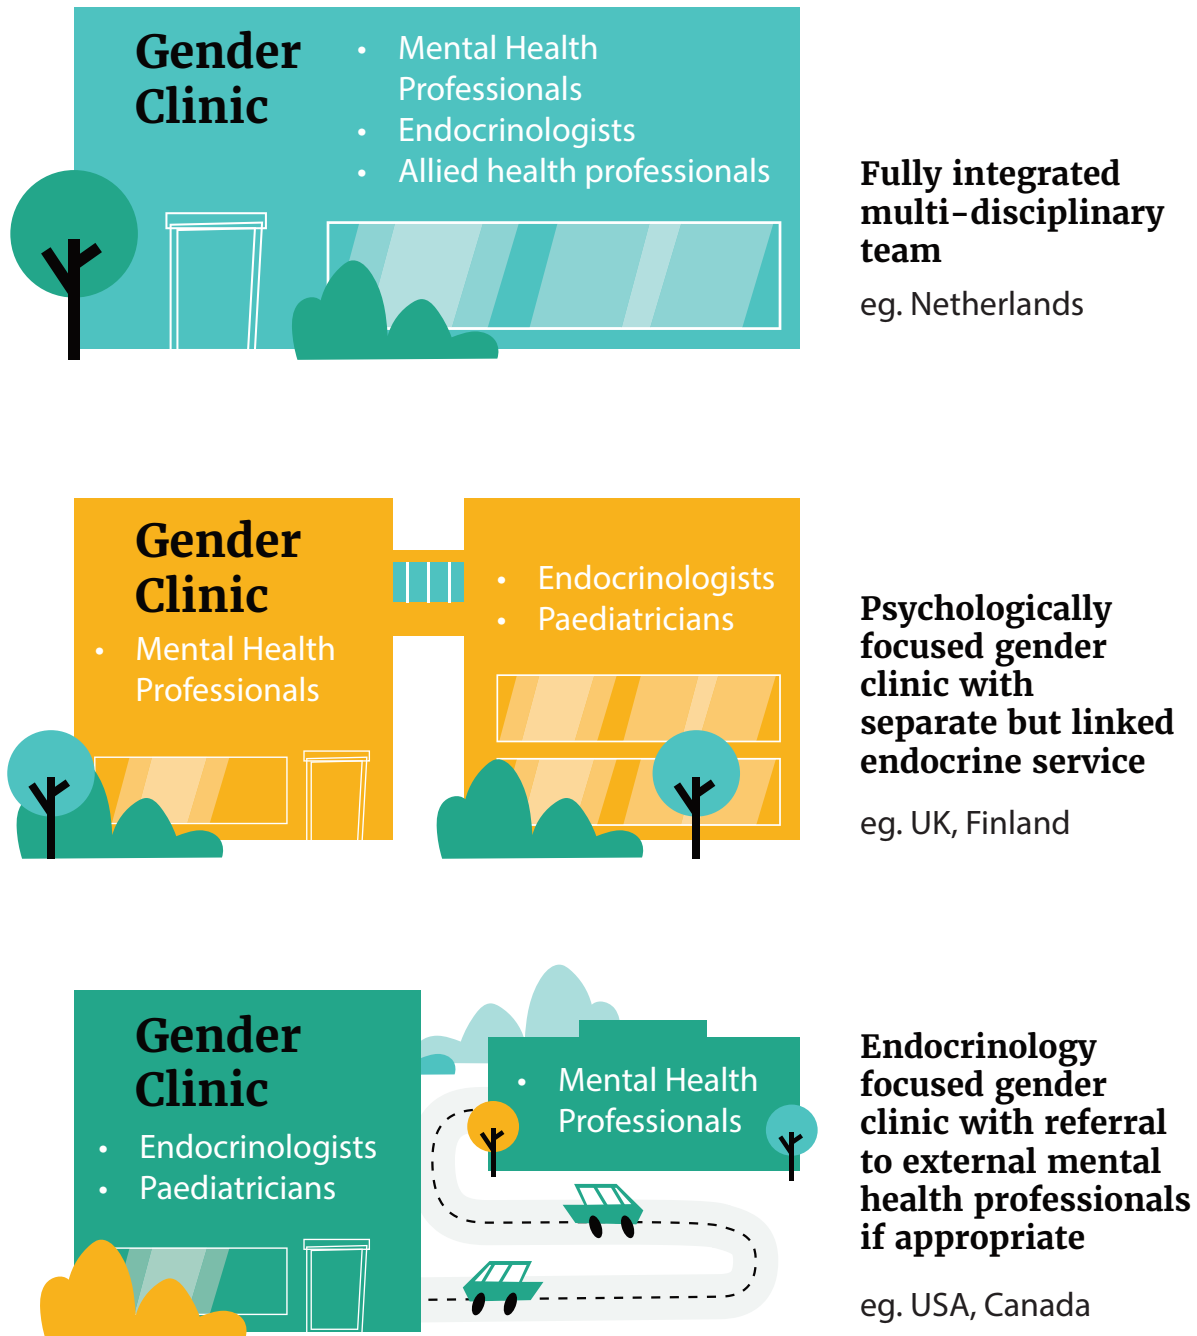 Gender
Clinic
• Mental Health
Professionals
• Endocrinologists
• Allied health professionals
Fully integrated
multi-disciplinary
team
eg. Netherlands
Gender
Clinic
• Mental Health
Professionals
• Endocrinologists
• Paediatricians
Psychologically
focused gender
clinic with
separate but linked
endocrine service
eg. UK, Finland
Gender
Clinic
• Endocrinologists
• Paediatricians
• Mental Health
Professionals
Endocrinology
focused gender
clinic with referral
to external mental
health professionals
if appropriate
eg. USA, Canada